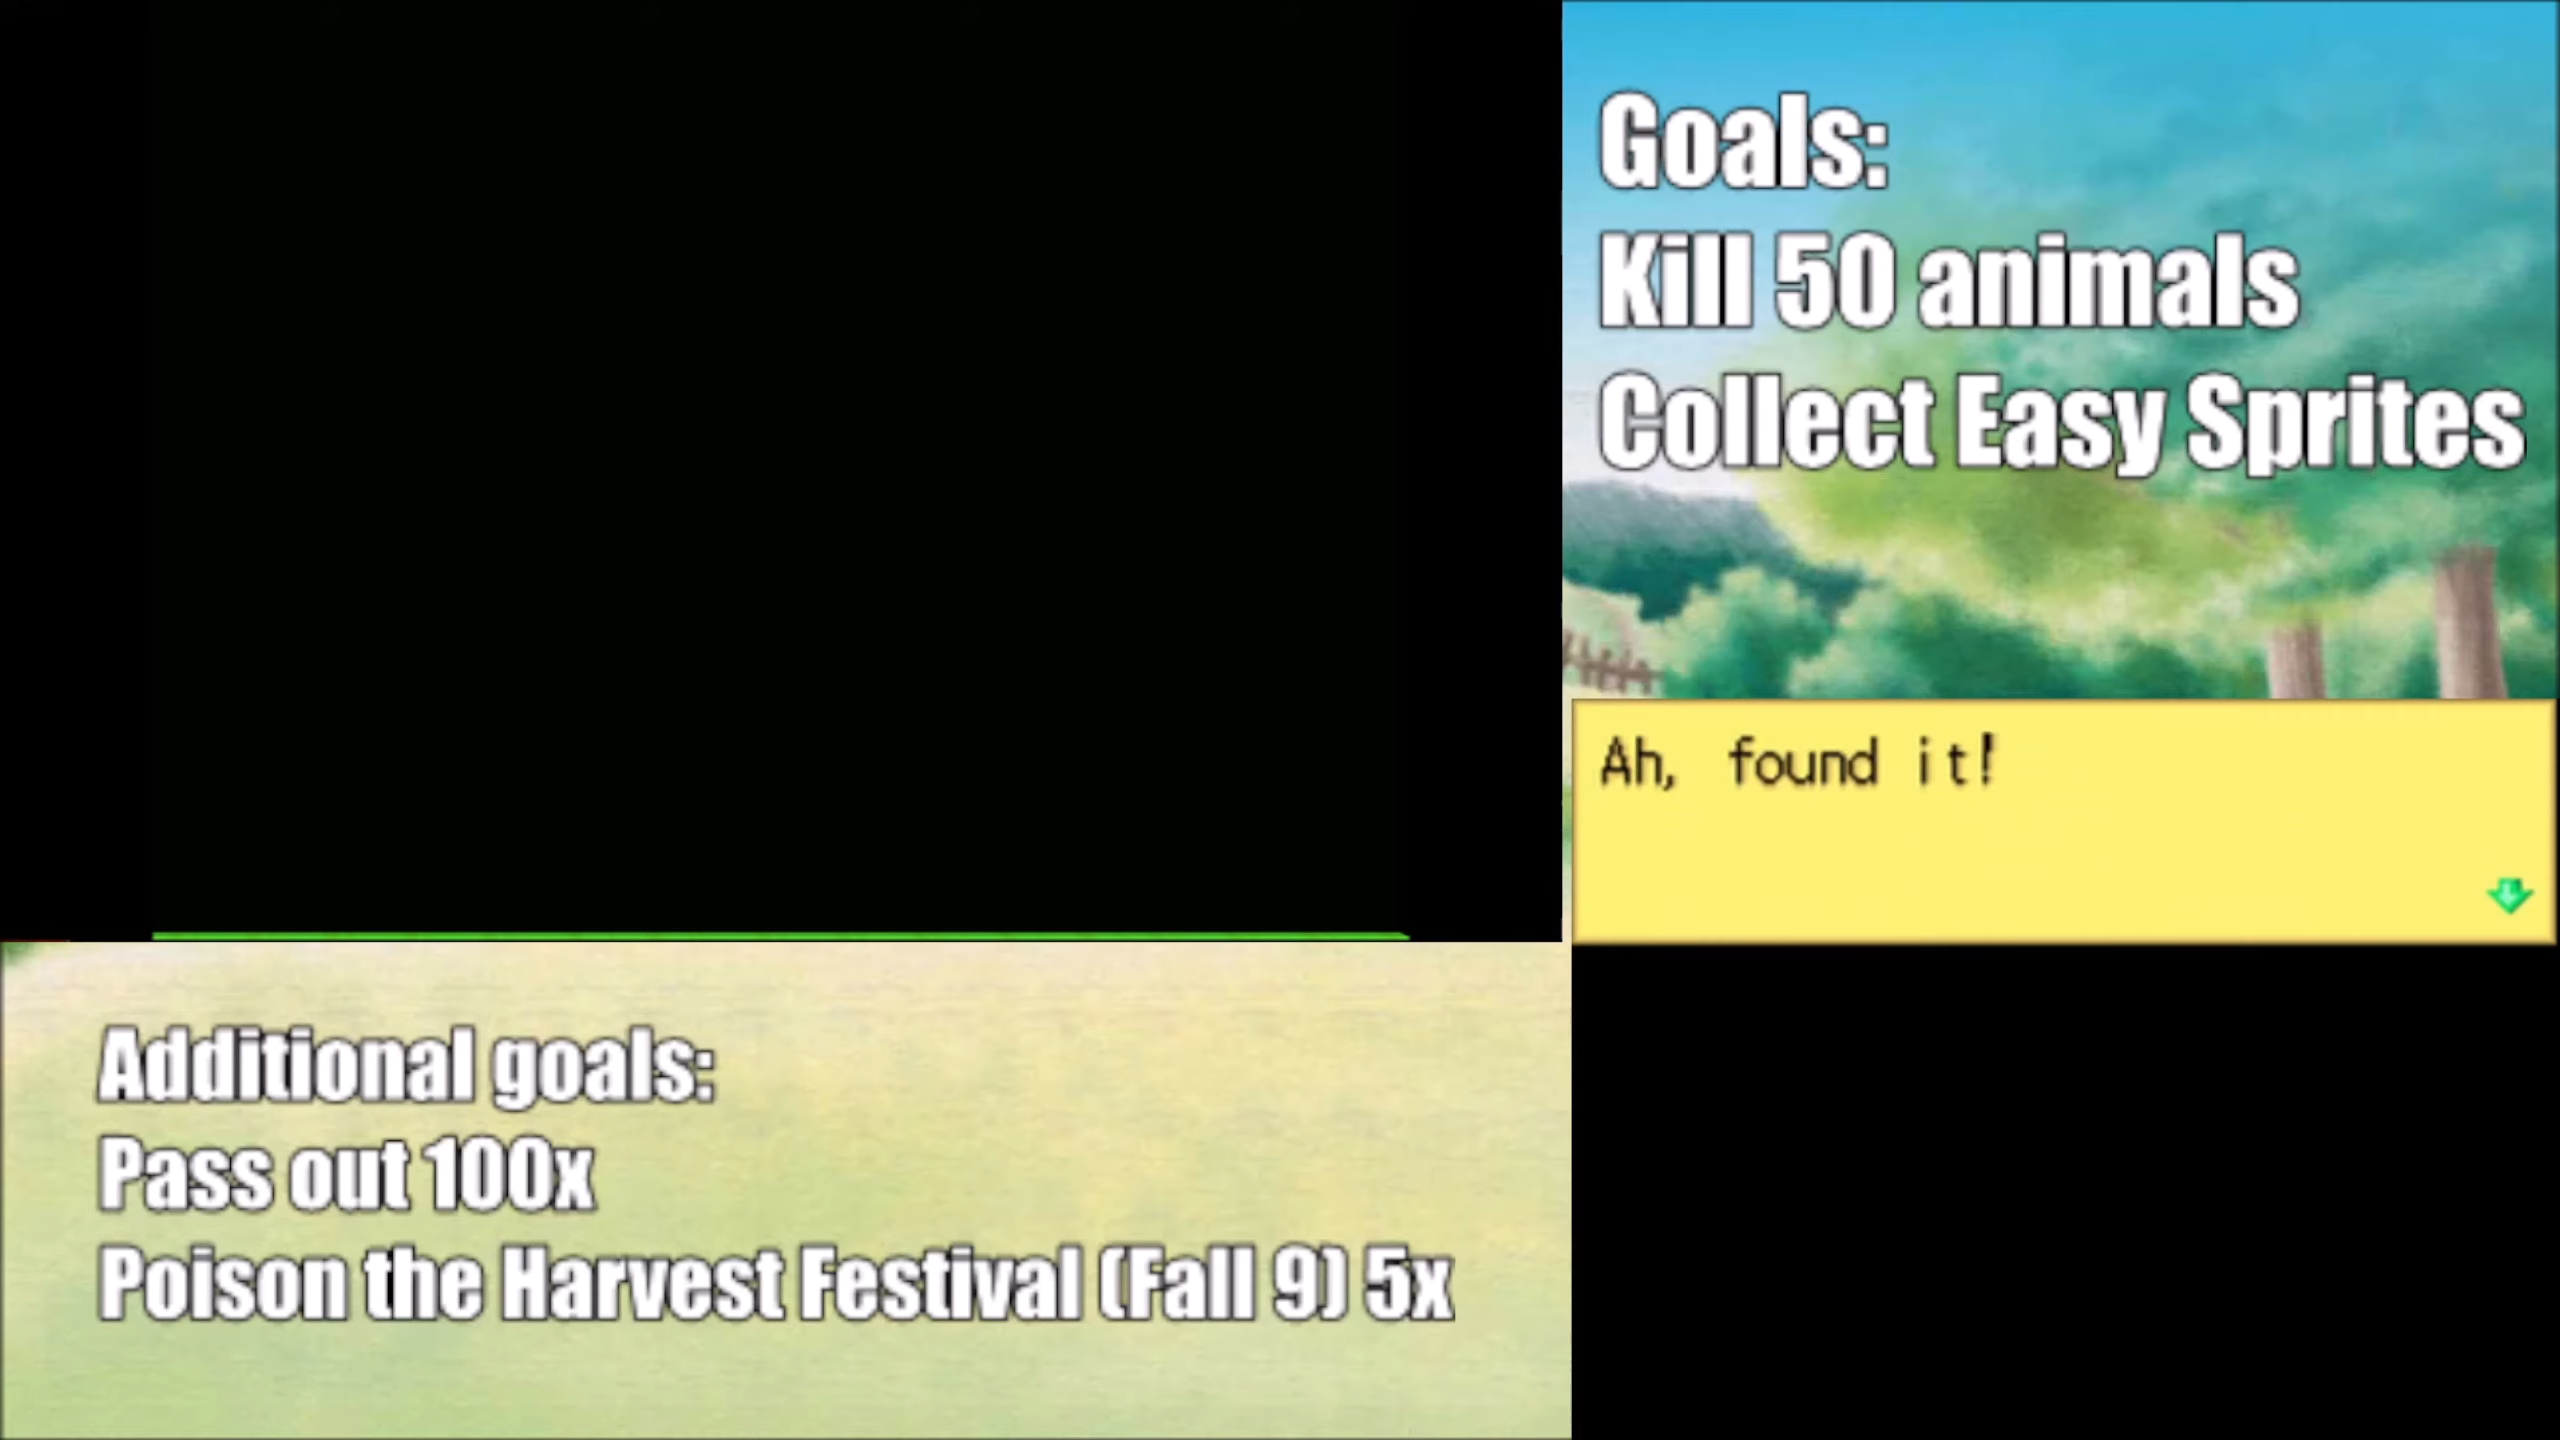 Goals:
Kill 50 animals
Collect Easy Sprites
Ah, found it!
Additional goals:
Pass out 100x
Poison the Harvest Festival (Fall 9) 5x